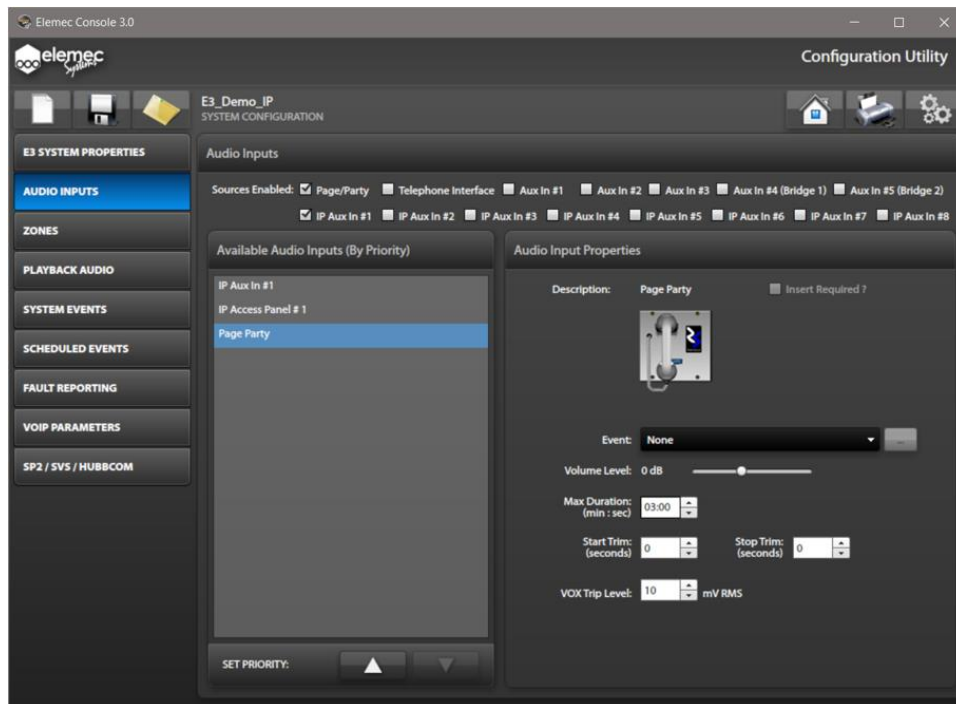 Elemec Console 3.0
elemec
Systems
Configuration Utility
E3_Demo_IP
SYSTEM CONFIGURATION
E3 SYSTEM PROPERTIES
AUDIO INPUTS
ZONES
PLAYBACK AUDIO
SYSTEM EVENTS
SCHEDULED EVENTS
FAULT REPORTING
VOIP PARAMETERS
SP2 / SVS / HUBBCOM
Audio Inputs
Sources Enabled: Page/Party Telephone Interface Aux In #1 Aux In #2 Aux In #3 Aux In #4 (Bridge 1) Aux In #5 (Bridge 2)
IP Aux In #1 IP Aux In #2 IP Aux In #3 IP Aux In #4 IP Aux In #5 IP Aux In #6 IP Aux In #7 IP Aux In #8
Available Audio Inputs (By Priority)
IP Aux In #1
IP Access Panel # 1
Page Party
SET PRIORITY:
Audio Input Properties
Description: Page Party Insert Required ?
Event: None ...
Volume Level: 0 dB
Max Duration:
(min : sec) 03:00
Start Trim:
(seconds) 0
Stop Trim:
(seconds) 0
VOX Trip Level: 10 mV RMS